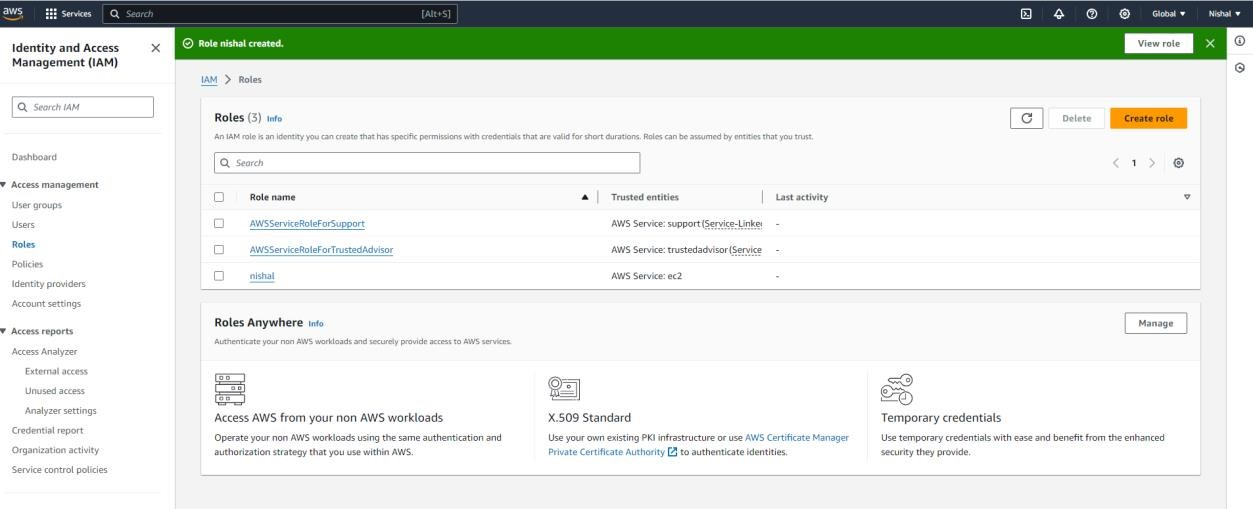 aws
Services
Search
[Alt+S]
Global ▼
Nishal ▼
Identity and Access
Management (IAM)
Search IAM
Dashboard
Access management
User groups
Users
Roles
Policies
Identity providers
Account settings
Access reports
Access Analyzer
External access
Unused access
Analyzer settings
Credential report
Organization activity
Service control policies
Role nishal created.
View role
IAM > Roles
Roles (3) Info
An IAM role is an identity you can create that has specific permissions with credentials that are valid for short durations. Roles can be assumed by entities that you trust.
Delete
Create role
Search
1
Role name
Trusted entities
Last activity
AWSServiceRoleForSupport
AWS Service: support (Service-Linked
-
AWSServiceRoleForTrustedAdvisor
AWS Service: trustedadvisor (Service
-
nishal
AWS Service: ec2
-
Roles Anywhere Info
Authenticate your non AWS workloads and securely provide access to AWS services.
Manage
Access AWS from your non AWS workloads
Operate your non AWS workloads using the same authentication and
authorization strategy that you use within AWS.
X.509 Standard
Use your own existing PKI infrastructure or use AWS Certificate Manager
Private Certificate Authority to authenticate identities.
Temporary credentials
Use temporary credentials with ease and benefit from the enhanced
security they provide.